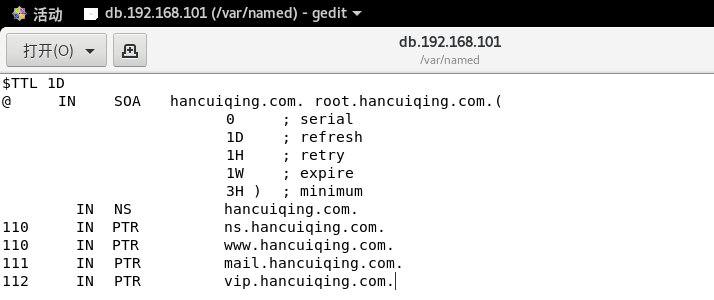 活动 db.192.168.101 (/var/named) - gedit
打开(O) db.192.168.101
/var/named
$TTL 1D
@ IN SOA hancuiqing.com. root.hancuiqing.com.(
0 ; serial
1D ; refresh
1H ; retry
1W ; expire
3H ) ; minimum
IN NS hancuiqing.com.
110 IN PTR ns.hancuiqing.com.
110 IN PTR www.hancuiqing.com.
111 IN PTR mail.hancuiqing.com.
112 IN PTR vip.hancuiqing.com.